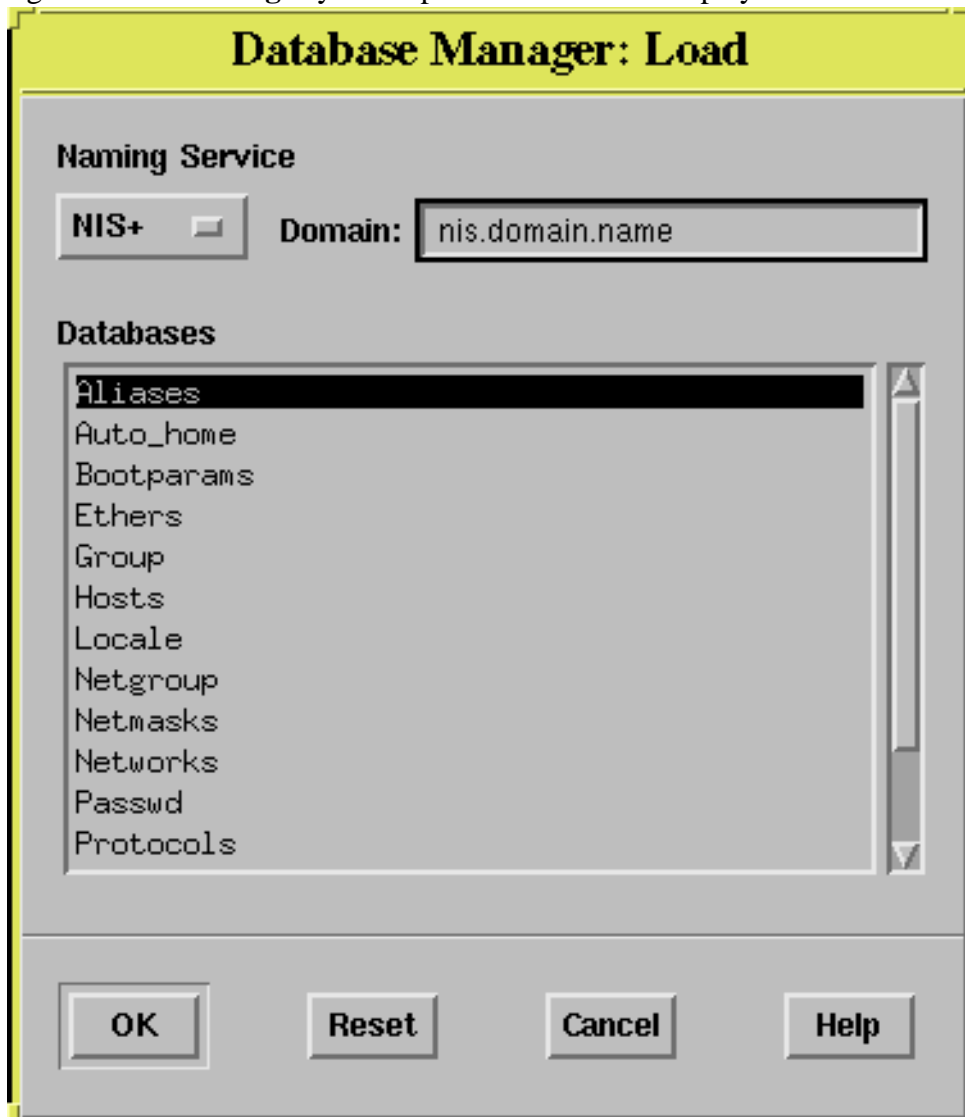 Database Manager: Load
Naming Service
NIS+ Domain: nis.domain.name
Databases
Aliases
Auto_home
Bootparams
Ethers
Group
Hosts
Locale
Netgroup
Netmasks
Networks
Passwd
Protocols
OK Reset Cancel Help